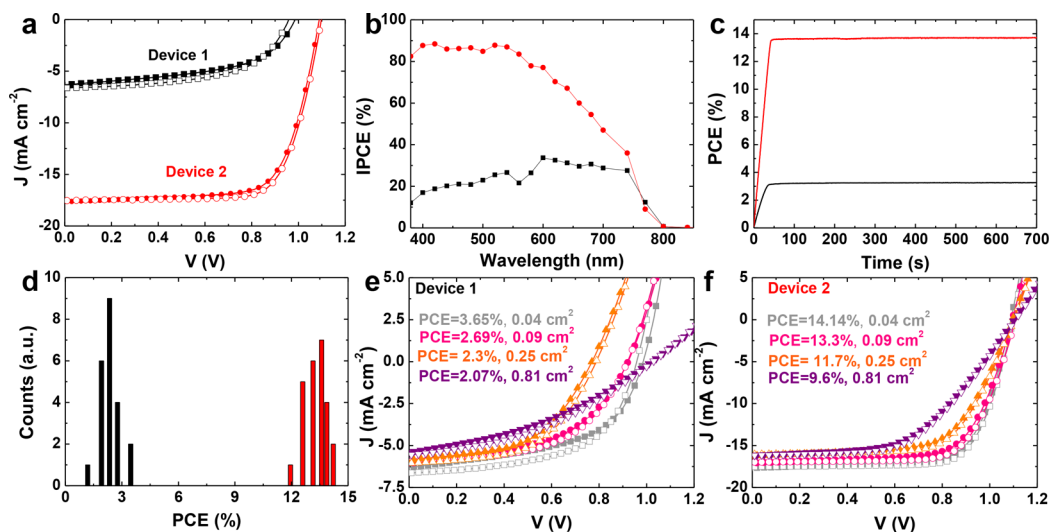 a
Device 1
Device 2
J (mA cm-2)
0
-5
-10
-15
-20
0.0 0.2 0.4 0.6 0.8 1.0 1.2
V (V)
b
IPCE (%)
100
80
60
40
20
0
400 500 600 700 800
Wavelength (nm)
c
PCE (%)
14
12
10
8
6
4
2
0
0 100 200 300 400 500 600 700
Time (s)
d
Counts (a.u.)
10
8
6
4
2
0
0 3 6 9 12 15
PCE (%)
e
Device 1
PCE=3.65%, 0.04 cm2
PCE=2.69%, 0.09 cm2
PCE= 2.3%, 0.25 cm2
PCE=2.07%, 0.81 cm2
J (mA cm-2)
5.0
2.5
0.0
-2.5
-5.0
-7.5
0.0 0.2 0.4 0.6 0.8 1.0 1.2
V (V)
f
Device 2
PCE=14.14%, 0.04 cm2
PCE=13.3%, 0.09 cm2
PCE= 11.7%, 0.25 cm2
PCE=9.6%, 0.81 cm2
J (mA cm-2)
5
0
-5
-10
-15
-20
0.0 0.2 0.4 0.6 0.8 1.0 1.2
V (V)